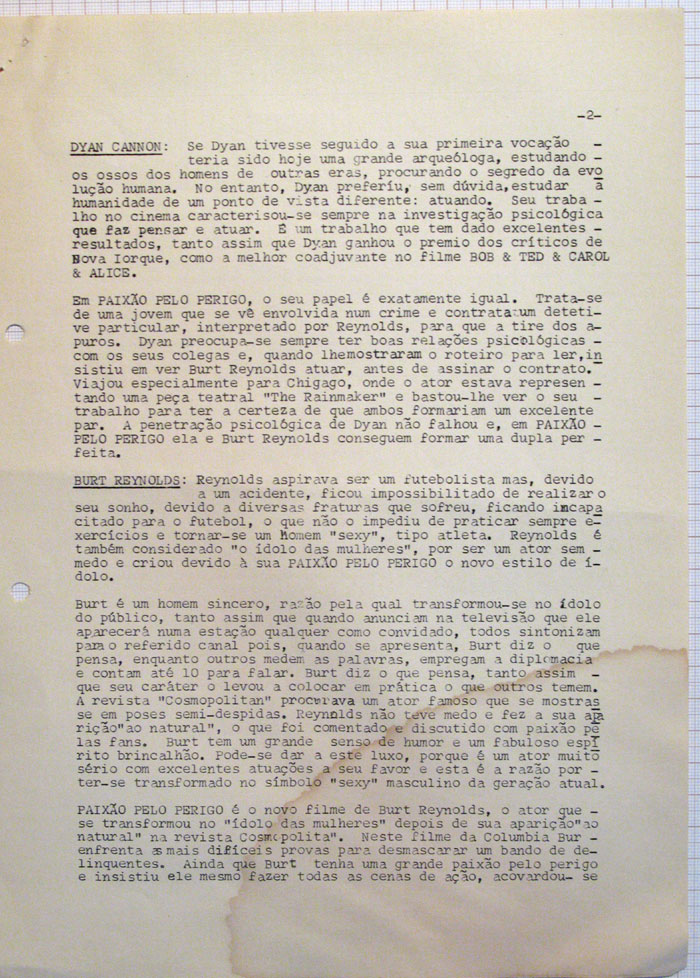 -2-
DYAN CANNON: Se Dyan tivesse seguido a sua primeira vocação -
teria sido hoje uma grande arqueóloga, estudando -
os ossos dos homens de outras eras, procurando o segredo da evo
lução humana. No entanto, Dyan preferíu, sem dúvida,estudar a
humanidade de um ponto de vista diferente: atuando. Seu traba -
lho no cinema caracterisou-se sempre na investigação psicológica
que faz pensar e atuar. É um trabalho que tem dado excelentes -
resultados, tanto assim que Dyan ganhou o premio dos críticos de
Nova Iorque, como a melhor coadjuvante no filme BOB & TED & CAROL
& ALICE.
Em PAIXÃO PELO PERIGO, o seu papel é exatamente igual. Trata-se
de uma jovem que se vê envolvida num crime e contrata um deteti-
ve particular, interpretado por Reynolds, para que a tire dos a-
puros. Dyan preocupa-se sempre ter boas relações psicológicas -
com os seus colegas e, quando lhemostraram o roteiro para ler,in
sistiu em ver Burt Reynolds atuar, antes de assinar o contrato.
Viajou especialmente para Chigago, onde o ator estava represen -
tando uma peça teatral "The Rainmaker" e bastou-lhe ver o seu -
trabalho para ter a certeza de que ambos formariam um excelente
par. A penetração psicológica de Dyan não falhou e, em PAIXÃO -
PELO PERIGO ela e Burt Reynolds conseguem formar uma dupla per -
feita.
BURT REYNOLDS: Reynolds aspirava ser um futebolista mas, devido
a um acidente, ficou impossibilitado de realizar o
seu sonho, devido a diversas fraturas que sofreu, ficando incapa
citado para o futebol, o que não o impediu de praticar sempre e-
xercícios e tornar-se um homem "sexy", tipo atleta. Reynolds é
também considerado "o ídolo das mulheres", por ser um ator sem -
medo e criou devido à sua PAIXÃO PELO PERIGO o novo estilo de í-
dolo.
Burt é um homem sincero, razão pela qual transformou-se no ídolo
do público, tanto assim que quando anunciam na televisão que ele
aparecerá numa estação qualquer como convidado, todos sintonizam
para o referido canal pois, quando se apresenta, Burt diz o que
pensa, enquanto outros medem as palavras, empregam a diplomacia
e contam até 10 para falar. Burt diz o que pensa, tanto assim -
que seu caráter o levou a colocar em prática o que outros temem.
A revista "Cosmopolitan" procurava um ator famoso que se mostras
se em poses semi-despidas. Reynolds não teve medo e fez a sua apa
rição"ao natural", o que foi comentado e discutido com paixão pe
las fans. Burt tem um grande senso de humor e um fabuloso espí
rito brincalhão. Pode-se dar a este luxo, porque é um ator muito
sério com excelentes atuações a seu favor e esta é a razão por -
ter-se transformado no símbolo "sexy" masculino da geração atual.
PAIXÃO PELO PERIGO é o novo filme de Burt Reynolds, o ator que -
se transformou no "ídolo das mulheres" depois de sua aparição"ao
natural" na revista Cosmopolita". Neste filme da Columbia Bur -
enfrenta as mais difíceis provas para desmascarar um bando de de-
linquentes. Ainda que Burt tenha uma grande paixão pelo perigo
e insistiu ele mesmo fazer todas as cenas de ação, acovardou- se